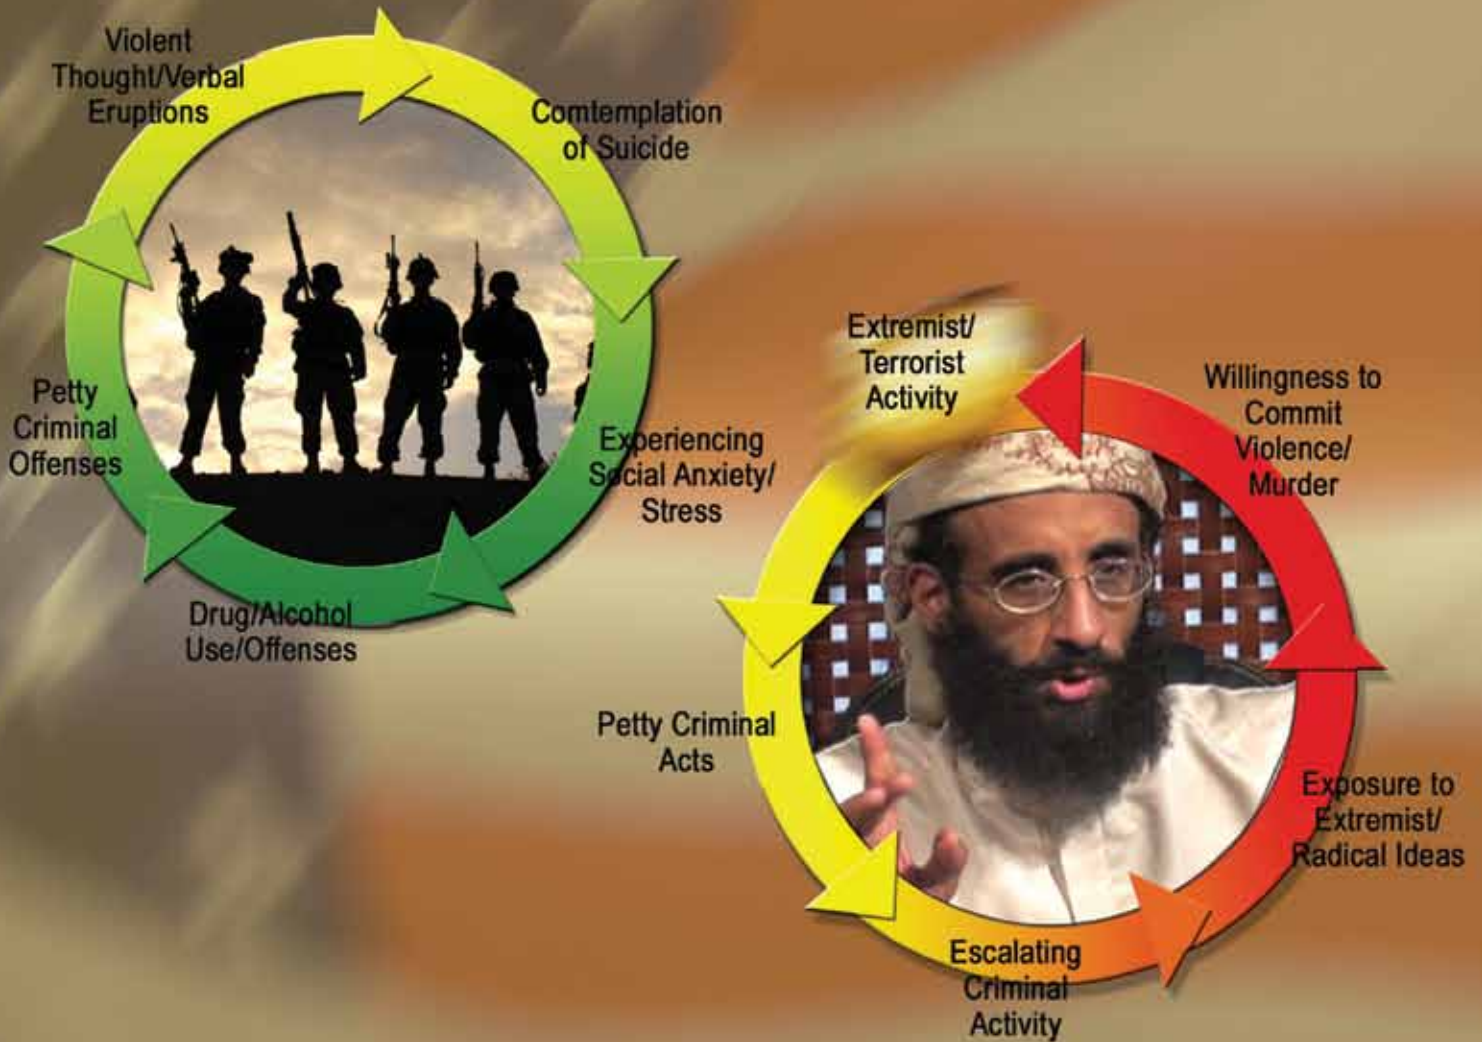 Violent
Thought/Verbal
Eruptions
Comtemplation
of Suicide
Petty
Criminal
Offenses
Experiencing
Social Anxiety/
Stress
Drug/Alcohol
Use/Offenses
Extremist/
Terrorist
Activity
Willingness to
Commit
Violence/
Murder
Petty Criminal
Acts
Exposure to
Extremist/
Radical Ideas
Escalating
Criminal
Activity